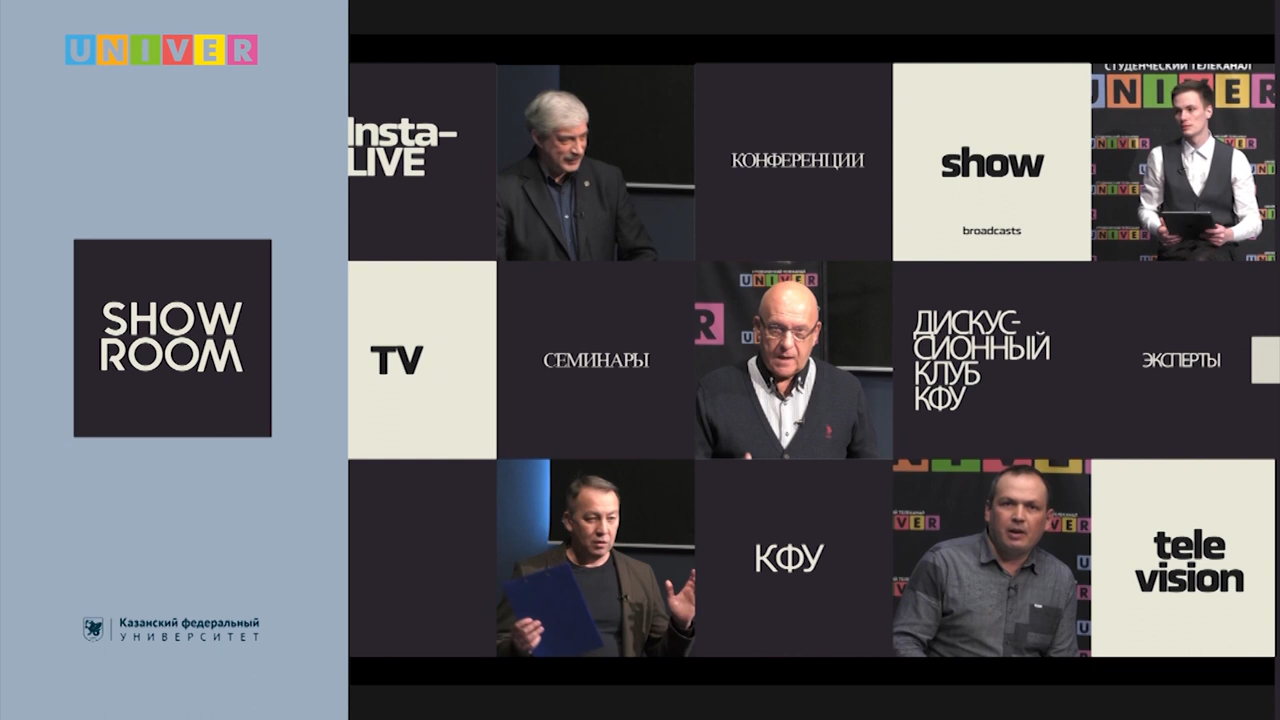 UNIVER
SHOW
ROOM
Казанский федеральный
УНИВЕРСИТЕТ
Insta-
LIVE
КОНФЕРЕНЦИИ
show
broadcasts
СТУДЕНЧЕСКИЙ ТЕЛЕКАНАЛ
UNIVER
TV
СЕМИНАРЫ
UNIVER
R
ДИСКУС-
СИОННЫЙ
КЛУБ
КФУ
ЭКСПЕРТЫ
КФУ
tele
vision